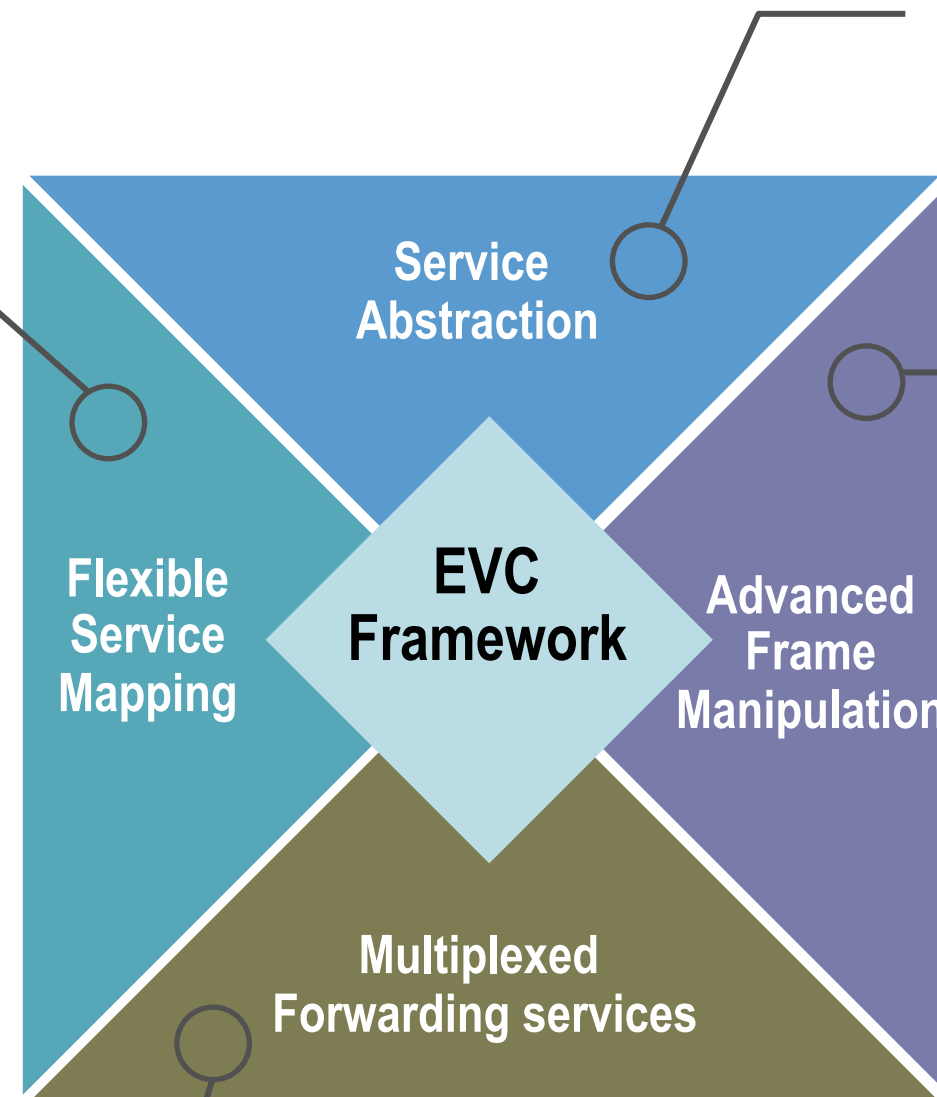 Service
Abstraction
Flexible
Service
Mapping
EVC
Framework
Advanced
Frame
Manipulation
Multiplexed
Forwarding services